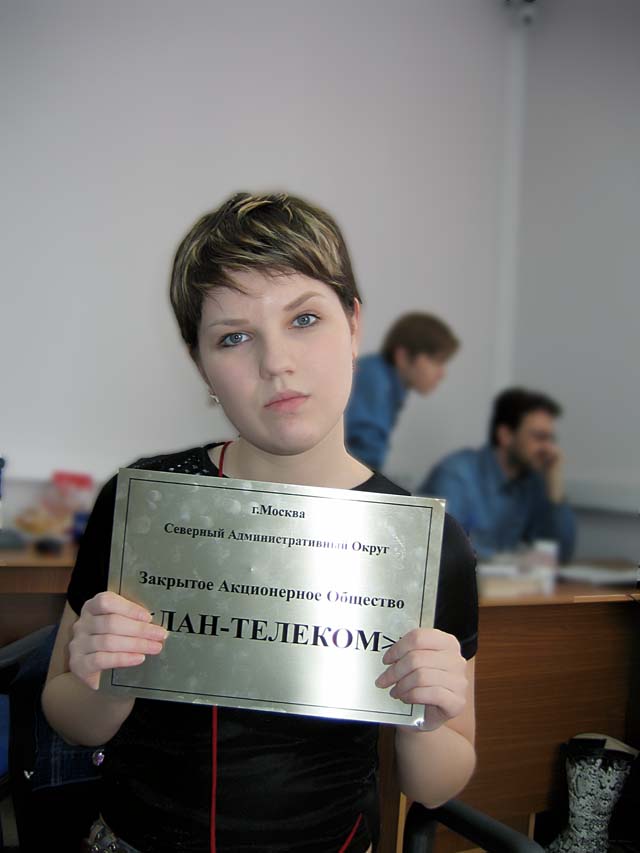 г.Москва
Северный Административный Округ
Закрытое Акционерное Общество
<ЛАН-ТЕЛЕКОМ>